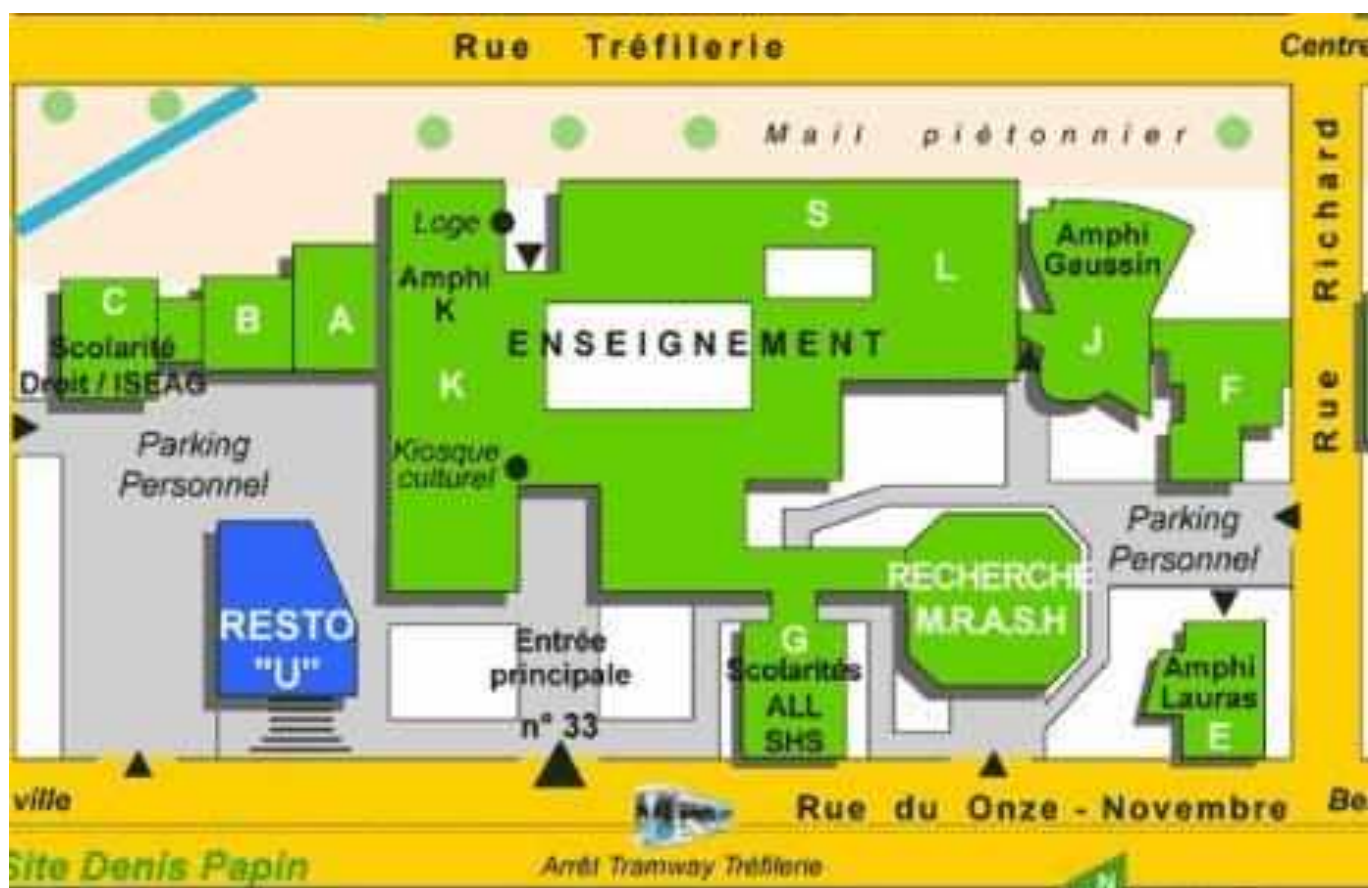 Rue Tréfilerie
Centre
Mail piétonnier
Rue Richard
Loge
S
Amphi
Gaussin
L
Amphi
K
C
B
A
ENSEIGNEMENT
J
Scolarité
Droit / ISEAG
K
F
Parking
Personnel
Kiosque
culturel
Parking
Personnel
RECHERCHE
M.R.A.S.H
RESTO
"U"
Entrée
principale
n° 33
G
Scolarités
ALL
SHS
Amphi
Lauras
E
ville
Rue du Onze - Novembre
Be
Site Denis Papin
Arrêt Tramway Tréfilerie
N